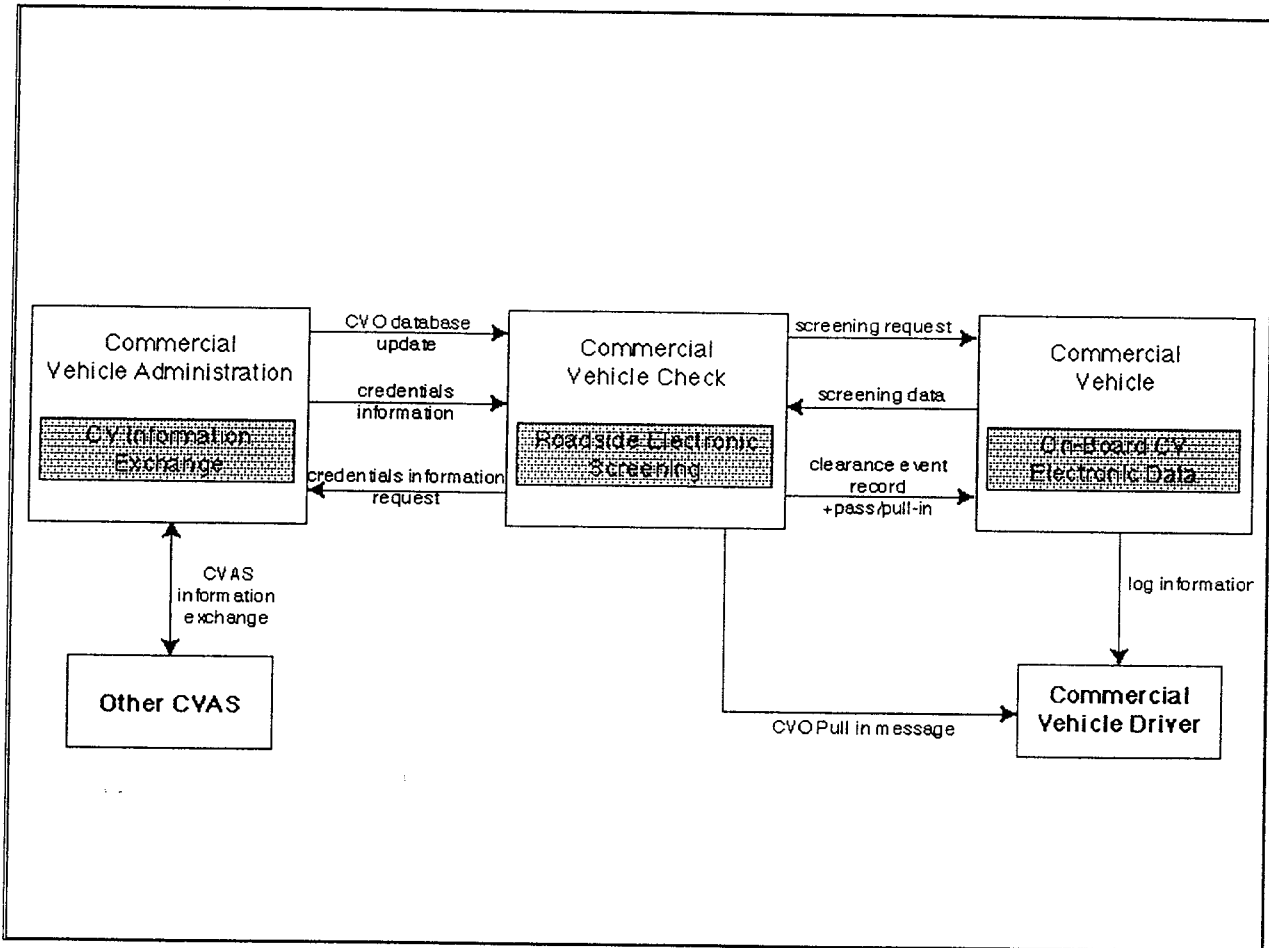 Commercial
Vehicle Administration
CV Information
Exchange
CVO database
update
credentials
information
credentials information
request
Commercial
Vehicle Check
Roadside Electronic
Screening
screening request
screening data
clearance event
record
+pass/pull-in
Commercial
Vehicle
On-Board CV
Electronic Data
CVAS
information
exchange
log information
Other CVAS
CVO Pull in message
Commercial
Vehicle Driver